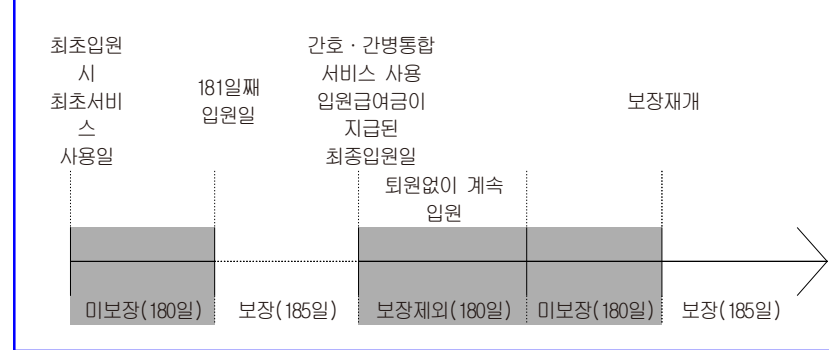 최초입원
시
최초서비
스
사용일
181일째
입원일
간호·간병통합
서비스 사용
입원급여금이
지급된
최종입원일
보장재개
퇴원없이 계속
입원
미보장(180일)
보장(185일)
보장제외(180일)
미보장(180일)
보장(185일)